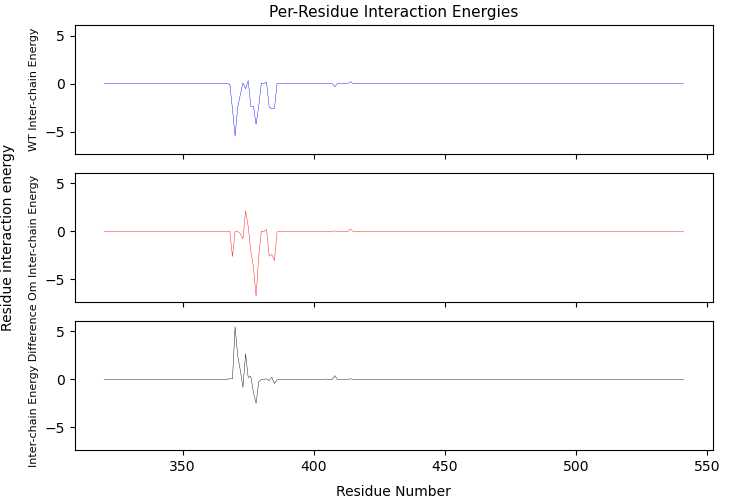 Per-Residue Interaction Energies
Residue interaction energy
WT Inter-chain Energy
5
0
−5
Om Inter-chain Energy
5
0
−5
Inter-chain Energy Difference
5
0
−5
350
400
450
500
550
Residue Number